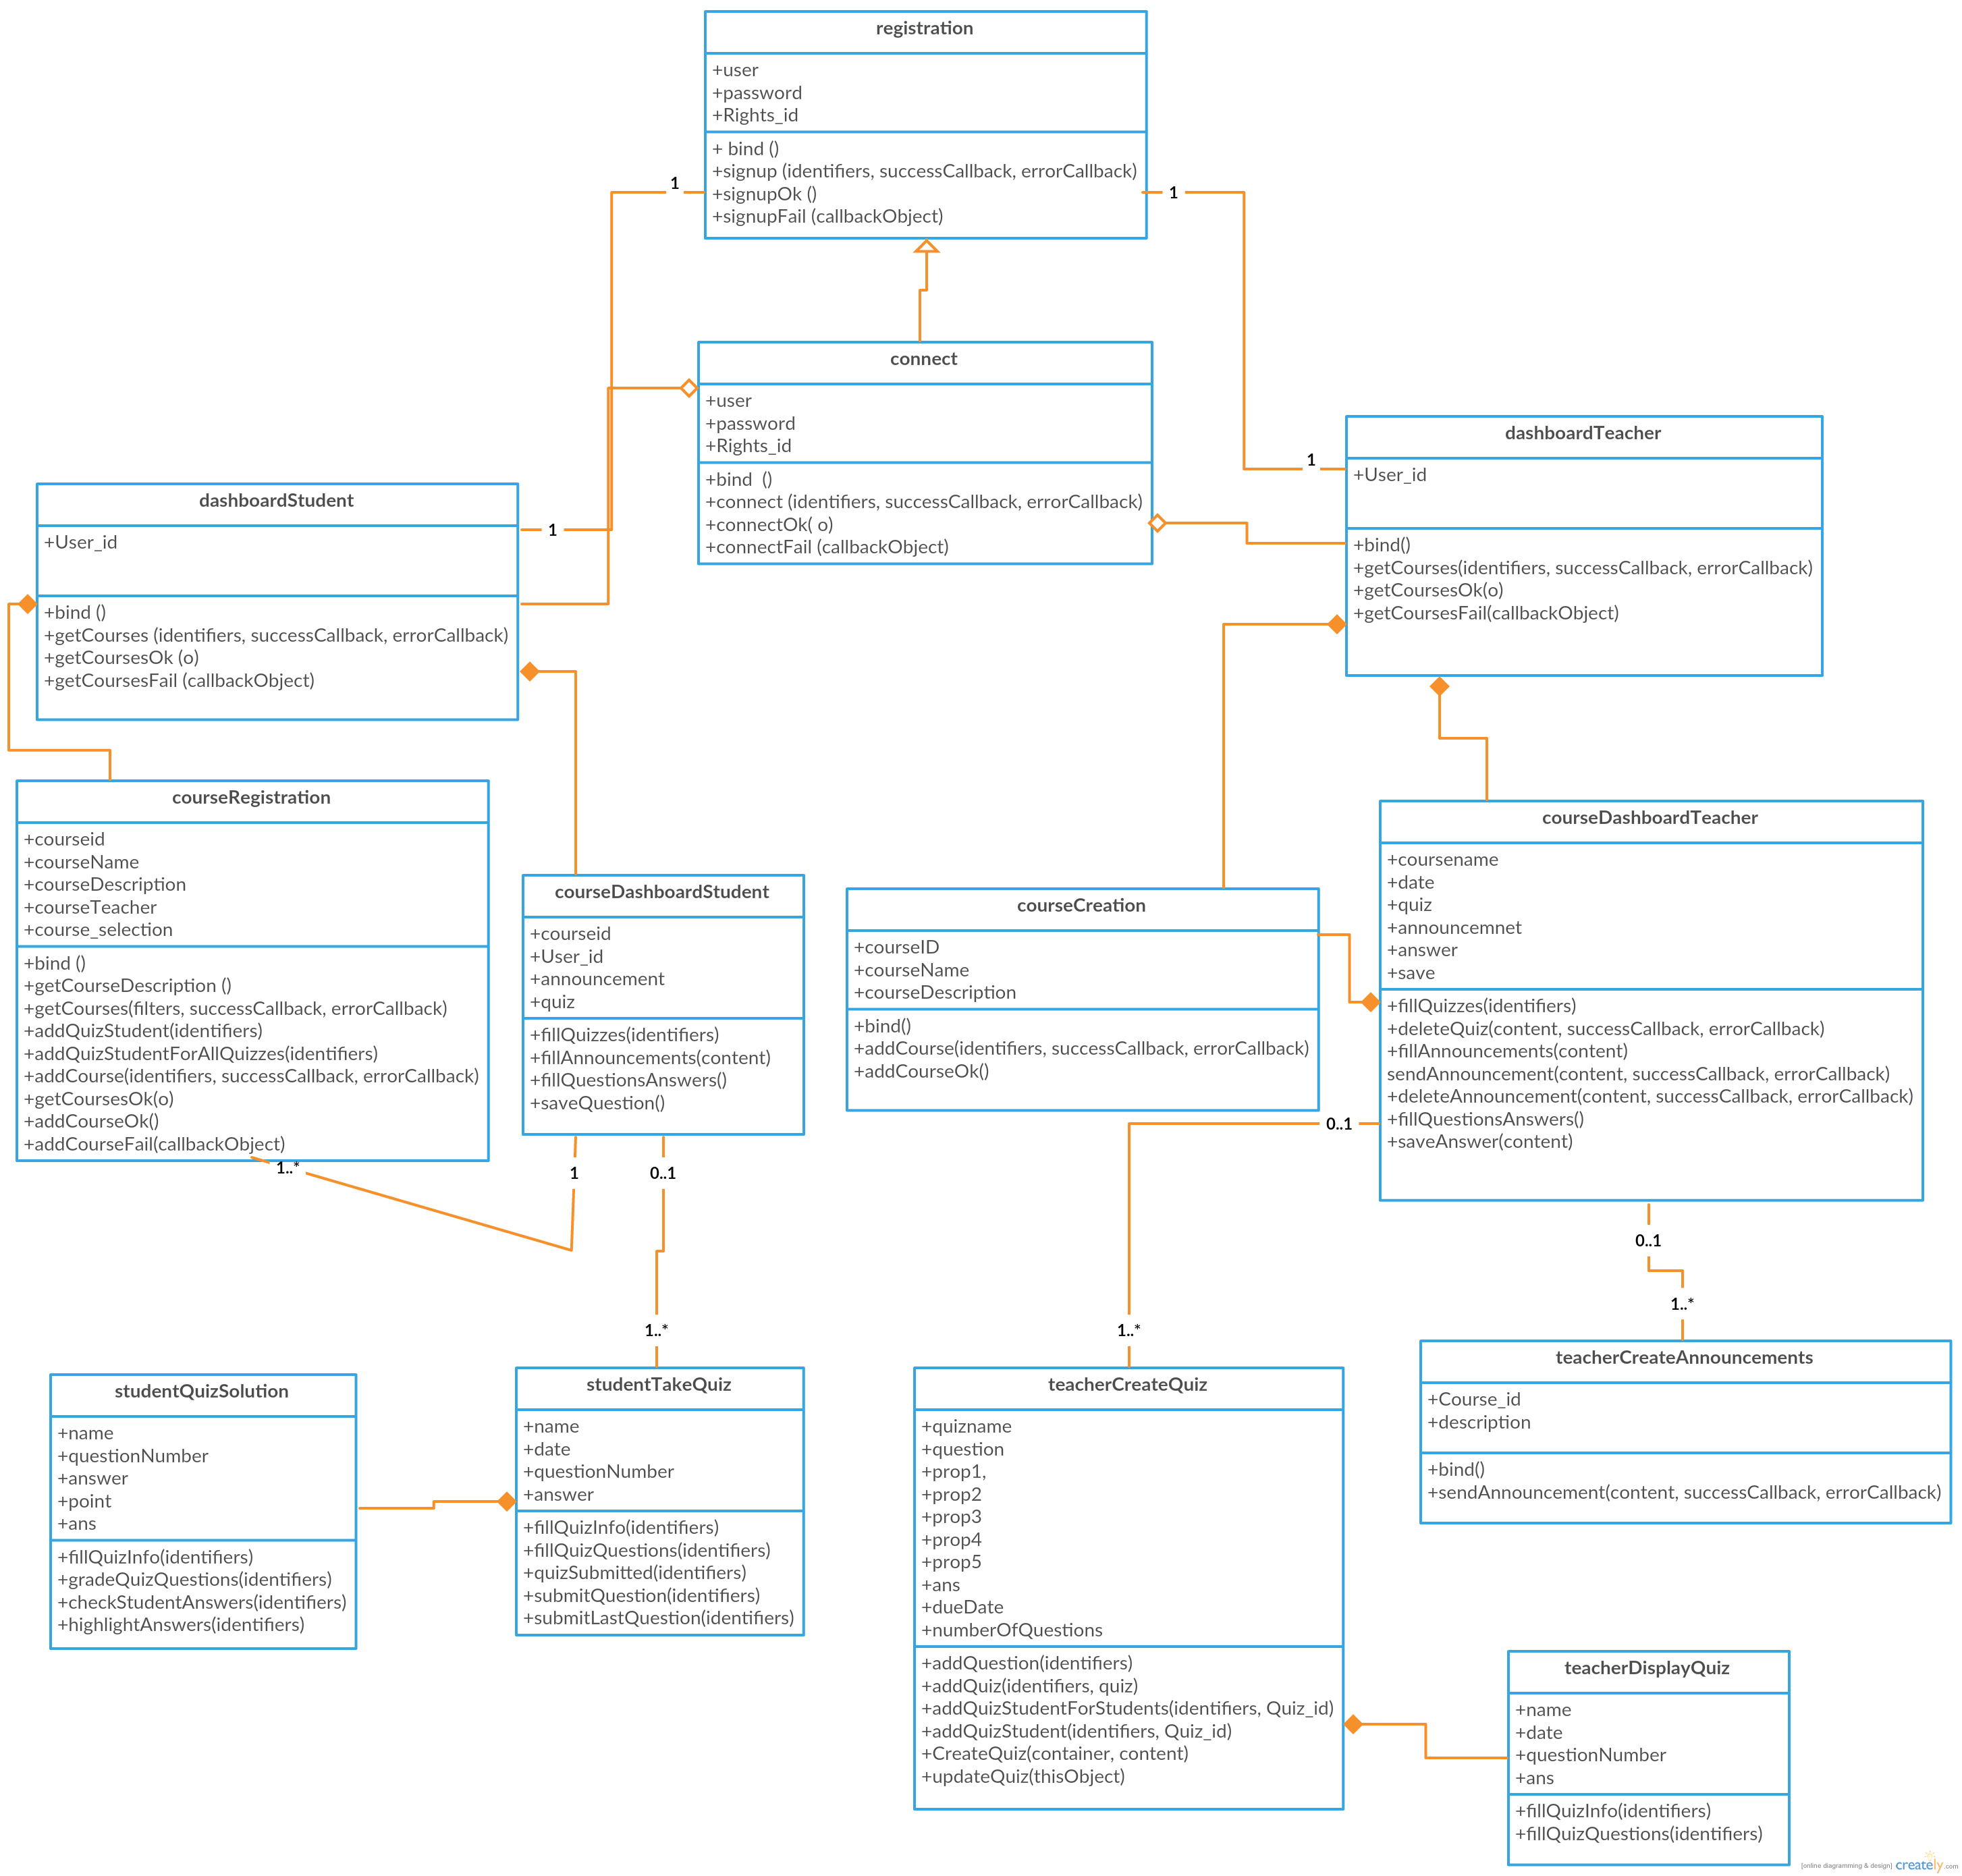 registration
+user
+password
+Rights_id
+ bind ()
+signup (identifiers, successCallback, errorCallback)
+signupOk ()
+signupFail (callbackObject)
1
1
connect
+user
+password
+Rights_id
+bind  ()
+connect (identifiers, successCallback, errorCallback)
+connectOk( o)
+connectFail (callbackObject)
1
dashboardTeacher
+User_id
+bind()
+getCourses(identifiers, successCallback, errorCallback)
+getCoursesOk(o)
+getCoursesFail(callbackObject)
dashboardStudent
+User_id
+bind ()
+getCourses (identifiers, successCallback, errorCallback)
+getCoursesOk (o)
+getCoursesFail (callbackObject)
1
courseRegistration
+courseid
+courseName
+courseDescription
+courseTeacher
+course_selection
+bind ()
+getCourseDescription ()
+getCourses(filters, successCallback, errorCallback)
+addQuizStudent(identifiers)
+addQuizStudentForAllQuizzes(identifiers)
+addCourse(identifiers, successCallback, errorCallback)
+getCoursesOk(o)
+addCourseOk()
+addCourseFail(callbackObject)
1..*
courseDashboardStudent
+courseid
+User_id
+announcement
+quiz
+fillQuizzes(identifiers)
+fillAnnouncements(content)
+fillQuestionsAnswers()
+saveQuestion()
1
0..1
courseCreation
+courseID
+courseName
+courseDescription
+bind()
+addCourse(identifiers, successCallback, errorCallback)
+addCourseOk()
courseDashboardTeacher
+coursename
+date
+quiz
+announcemnet
+answer
+save
+fillQuizzes(identifiers)
+deleteQuiz(content, successCallback, errorCallback)
+fillAnnouncements(content)
sendAnnouncement(content, successCallback, errorCallback)
+deleteAnnouncement(content, successCallback, errorCallback)
+fillQuestionsAnswers()
+saveAnswer(content)
0..1
0..1
1..*
1..*
1..*
studentQuizSolution
+name
+questionNumber
+answer
+point
+ans
+fillQuizInfo(identifiers)
+gradeQuizQuestions(identifiers)
+checkStudentAnswers(identifiers)
+highlightAnswers(identifiers)
studentTakeQuiz
+name
+date
+questionNumber
+answer
+fillQuizInfo(identifiers)
+fillQuizQuestions(identifiers)
+quizSubmitted(identifiers)
+submitQuestion(identifiers)
+submitLastQuestion(identifiers)
teacherCreateQuiz
+quizname
+question
+prop1,
+prop2
+prop3
+prop4
+prop5
+ans
+dueDate
+numberOfQuestions
+addQuestion(identifiers)
+addQuiz(identifiers, quiz)
+addQuizStudentForStudents(identifiers, Quiz_id)
+addQuizStudent(identifiers, Quiz_id)
+CreateQuiz(container, content)
+updateQuiz(thisObject)
teacherCreateAnnouncements
+Course_id
+description
+bind()
+sendAnnouncement(content, successCallback, errorCallback)
teacherDisplayQuiz
+name
+date
+questionNumber
+ans
+fillQuizInfo(identifiers)
+fillQuizQuestions(identifiers)
[online diagramming & design] creately.com